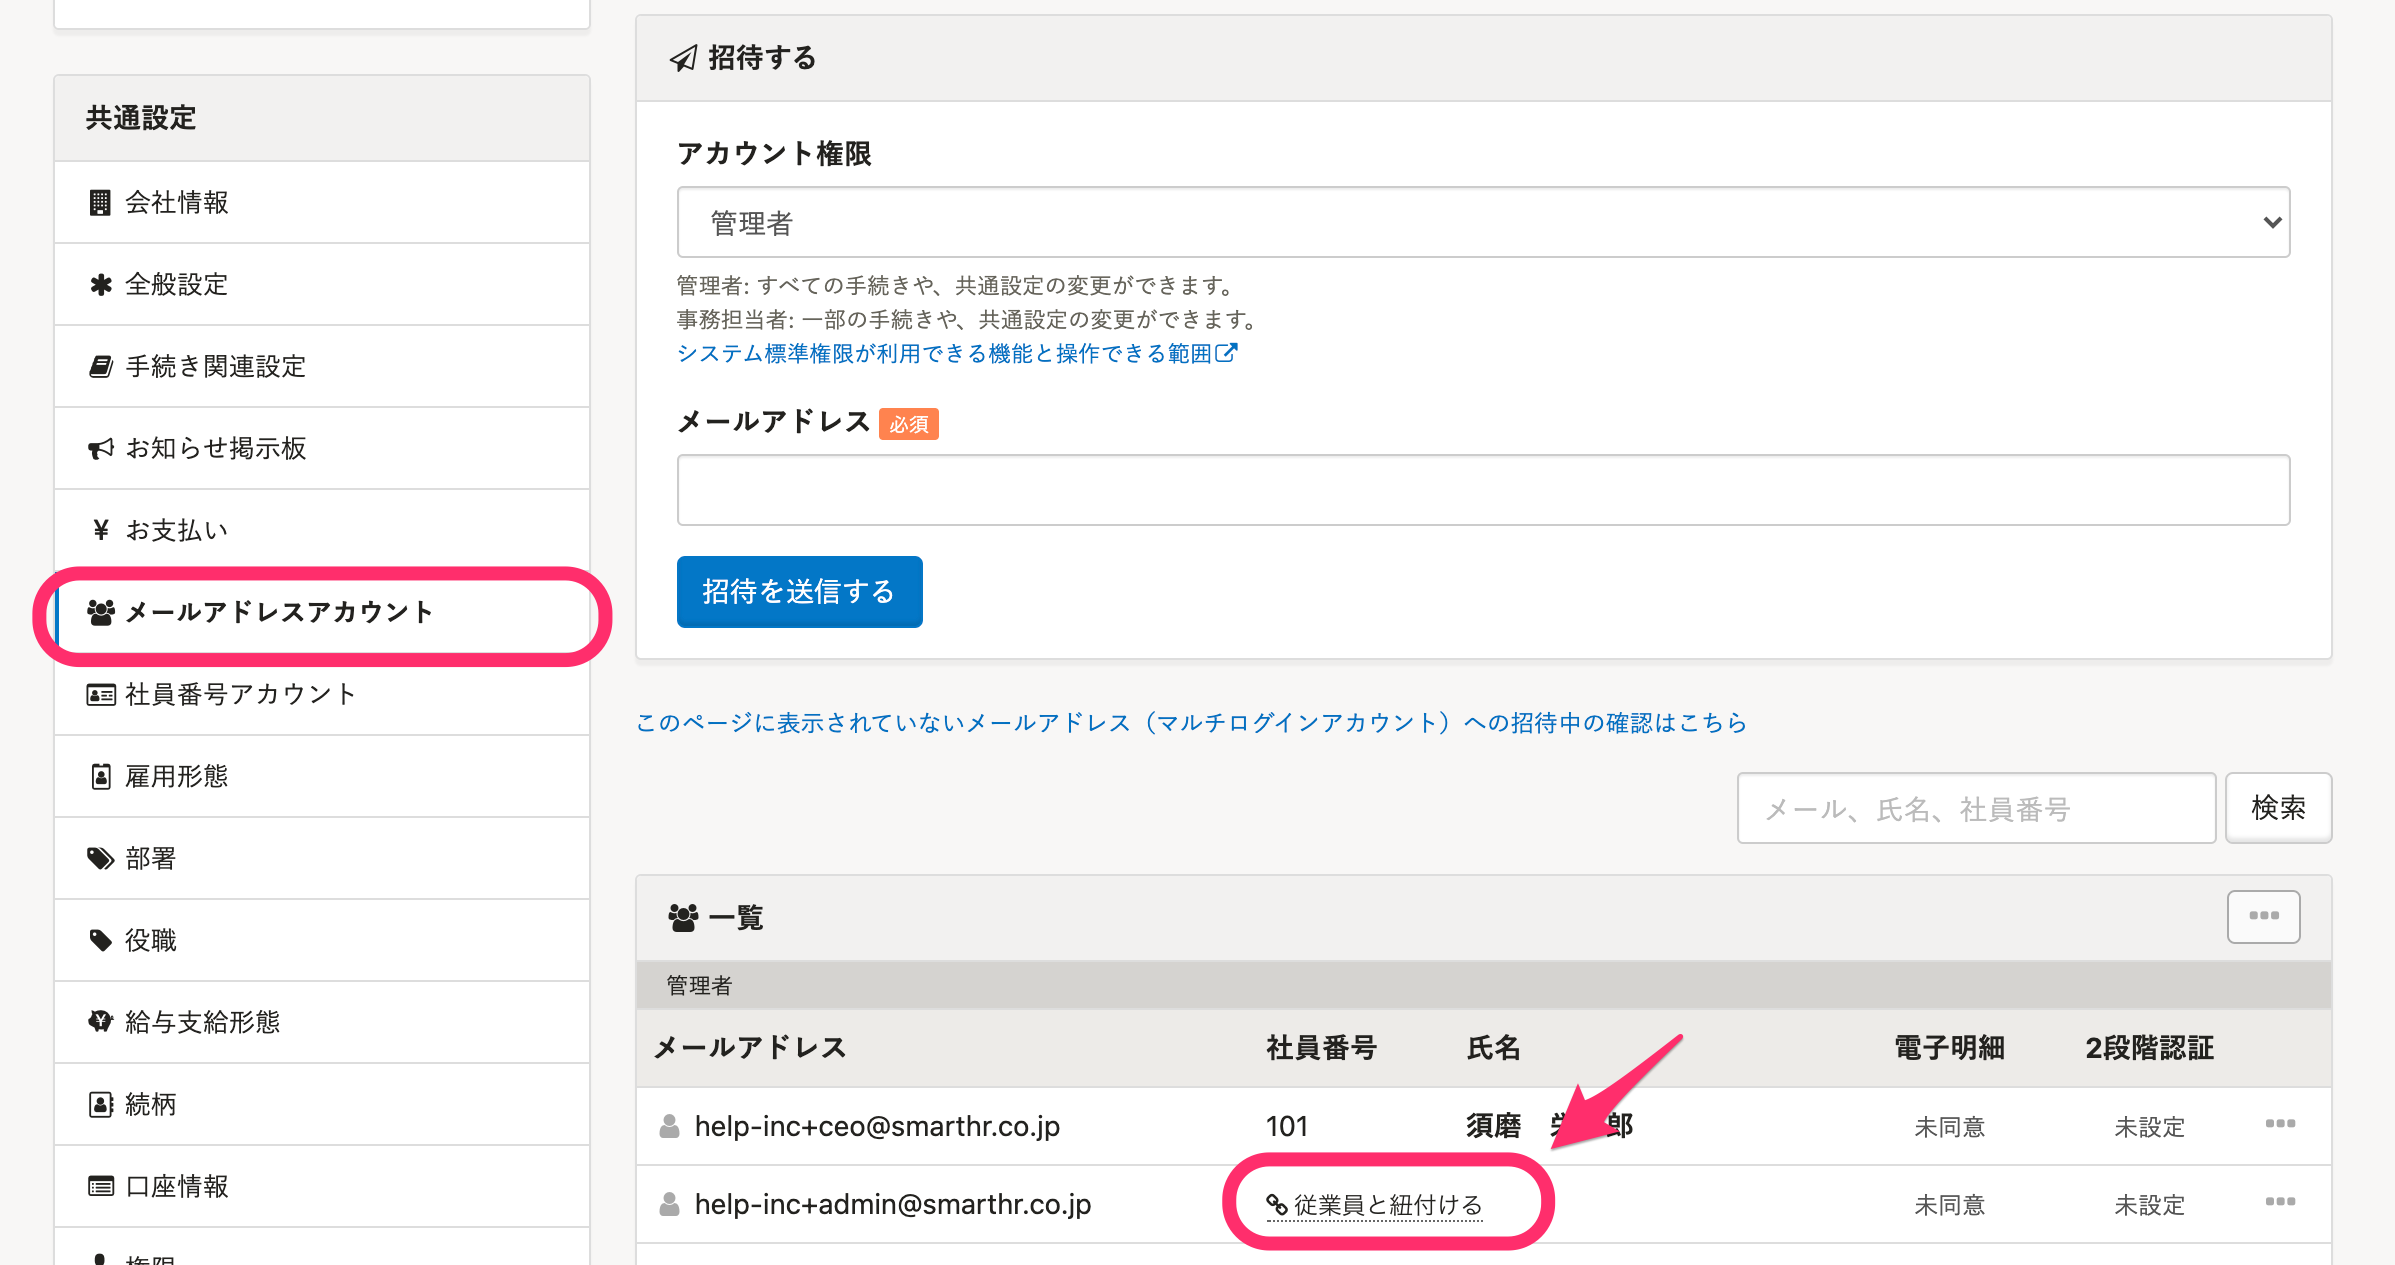 共通設定
会社情報
全般設定
手続き関連設定
お知らせ掲示板
お支払い
メールアドレスアカウント
社員番号アカウント
雇用形態
部署
役職
給与支給形態
続柄
口座情報
権限
招待する
アカウント権限
管理者
管理者: すべての手続きや、共通設定の変更ができます。
事務担当者: 一部の手続きや、共通設定の変更ができます。
システム標準権限が利用できる機能と操作できる範囲
メールアドレス 必須
招待を送信する
このページに表示されていないメールアドレス（マルチログインアカウント）への招待中の確認はこちら
メール、氏名、社員番号 検索
一覧
管理者
メールアドレス 社員番号 氏名 電子明細 2段階認証
help-inc+ceo@smarthr.co.jp 101 須磨 未同意 未設定
help-inc+admin@smarthr.co.jp 従業員と紐付ける 未同意 未設定